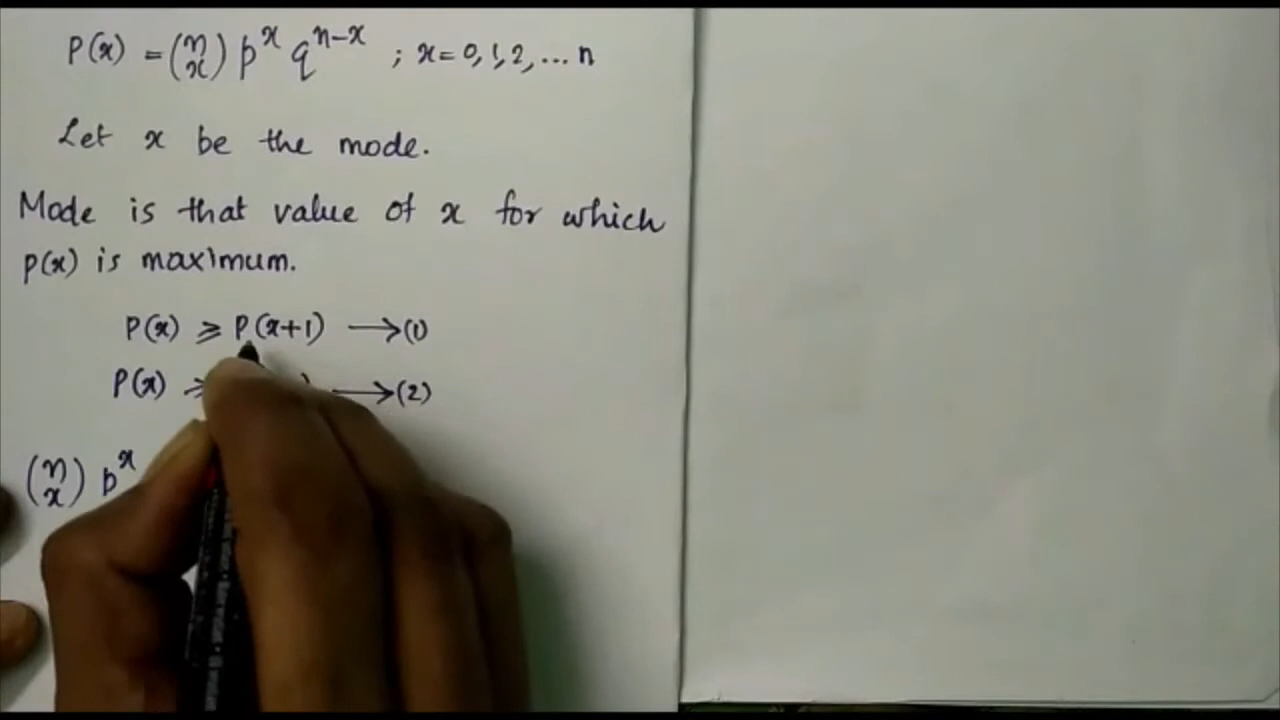 P(x) = (n x) p^x q^{n-x} ; x = 0, 1, 2, ... n
Let x be the mode.
Mode is that value of x for which
p(x) is maximum.
P(x) ⩾ P(x+1) ⟶ (1)
P(x) ⩾ ) ⟶ (2)
(n x) p^x